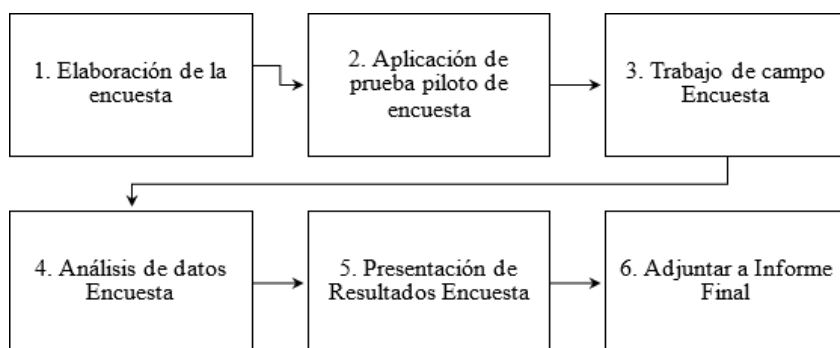 1. Elaboración de la
encuesta
2. Aplicación de
prueba piloto de
encuesta
3. Trabajo de campo
Encuesta
4. Análisis de datos
Encuesta
5. Presentación de
Resultados Encuesta
6. Adjuntar a Informe
Final